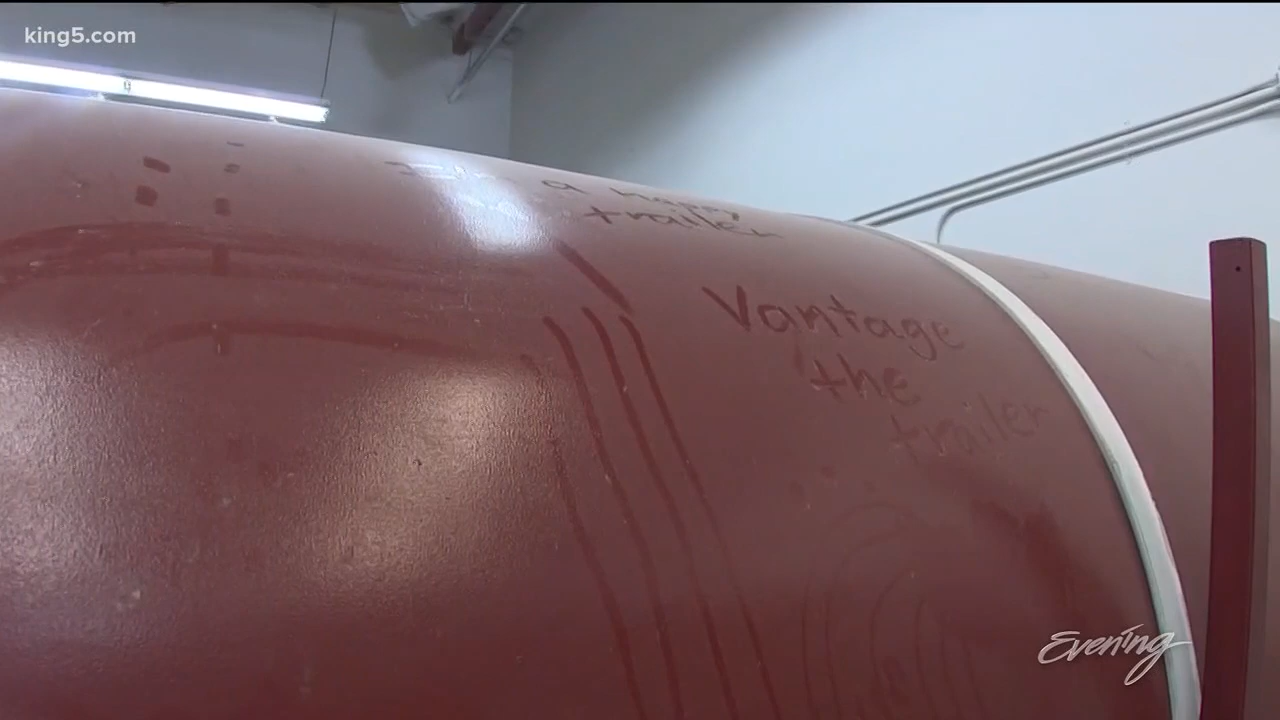 king5.com
a happy
trailer
Vantage
the
trailer
Evening